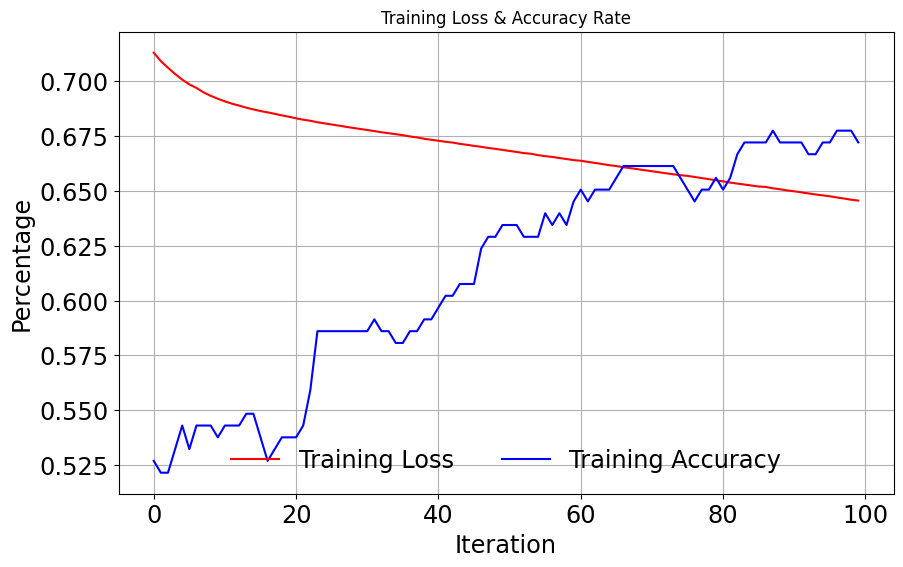 Training Loss & Accuracy Rate
0.700
0.675
0.650
0.625
0.600
0.575
0.550
0.525
Percentage
Training Loss
Training Accuracy
0 20 40 60 80 100
Iteration